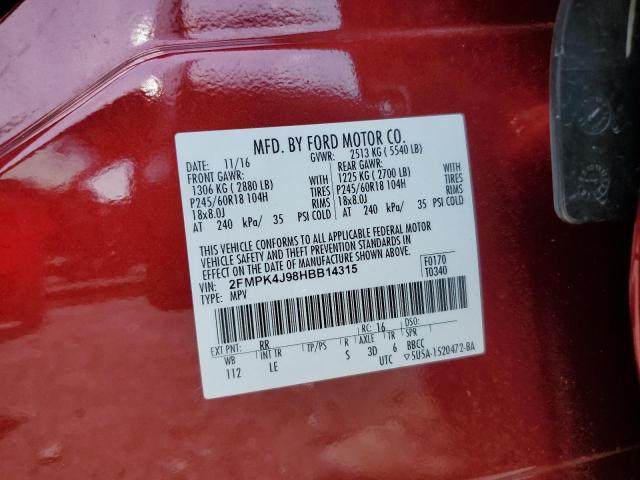 MFD. BY FORD MOTOR CO.
DATE: 11/16 GVWR: 2513 KG ( 5540 LB)
FRONT GAWR: REAR GAWR:
1306 KG ( 2880 LB) WITH 1225 KG ( 2700 LB) WITH
P245/60R18 104H TIRES P245/60R18 104H TIRES
18x8.0J RIMS 18x8.0J RIMS
AT 240 kPa/ 35 PSI COLD AT 240 kPa/ 35 PSI COLD
THIS VEHICLE CONFORMS TO ALL APPLICABLE FEDERAL MOTOR
VEHICLE SAFETY AND THEFT PREVENTION STANDARDS IN
EFFECT ON THE DATE OF MANUFACTURE SHOWN ABOVE.
VIN: 2FMPK4J98HBB14315 F0170
TYPE: MPV T0340
EXT PNT: RR RC: 16 DSO:
WB INT TR TP/PS R AXLE TR SPR
112 LE S 3D 6 BBCC
UTC ▽5U5A-1520472-BA